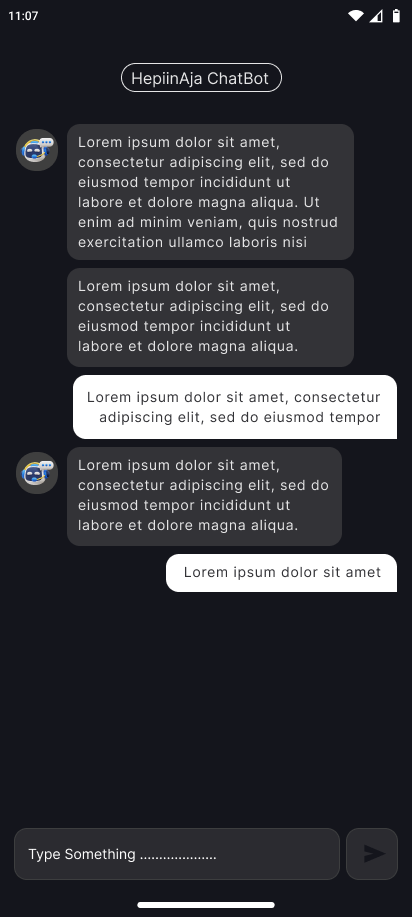 11:07
HepiinAja ChatBot
Lorem ipsum dolor sit amet,
consectetur adipiscing elit, sed do
eiusmod tempor incididunt ut
labore et dolore magna aliqua. Ut
enim ad minim veniam, quis nostrud
exercitation ullamco laboris nisi
Lorem ipsum dolor sit amet,
consectetur adipiscing elit, sed do
eiusmod tempor incididunt ut
labore et dolore magna aliqua.
Lorem ipsum dolor sit amet, consectetur
adipiscing elit, sed do eiusmod tempor
Lorem ipsum dolor sit amet,
consectetur adipiscing elit, sed do
eiusmod tempor incididunt ut
labore et dolore magna aliqua.
Lorem ipsum dolor sit amet
Type Something ....................